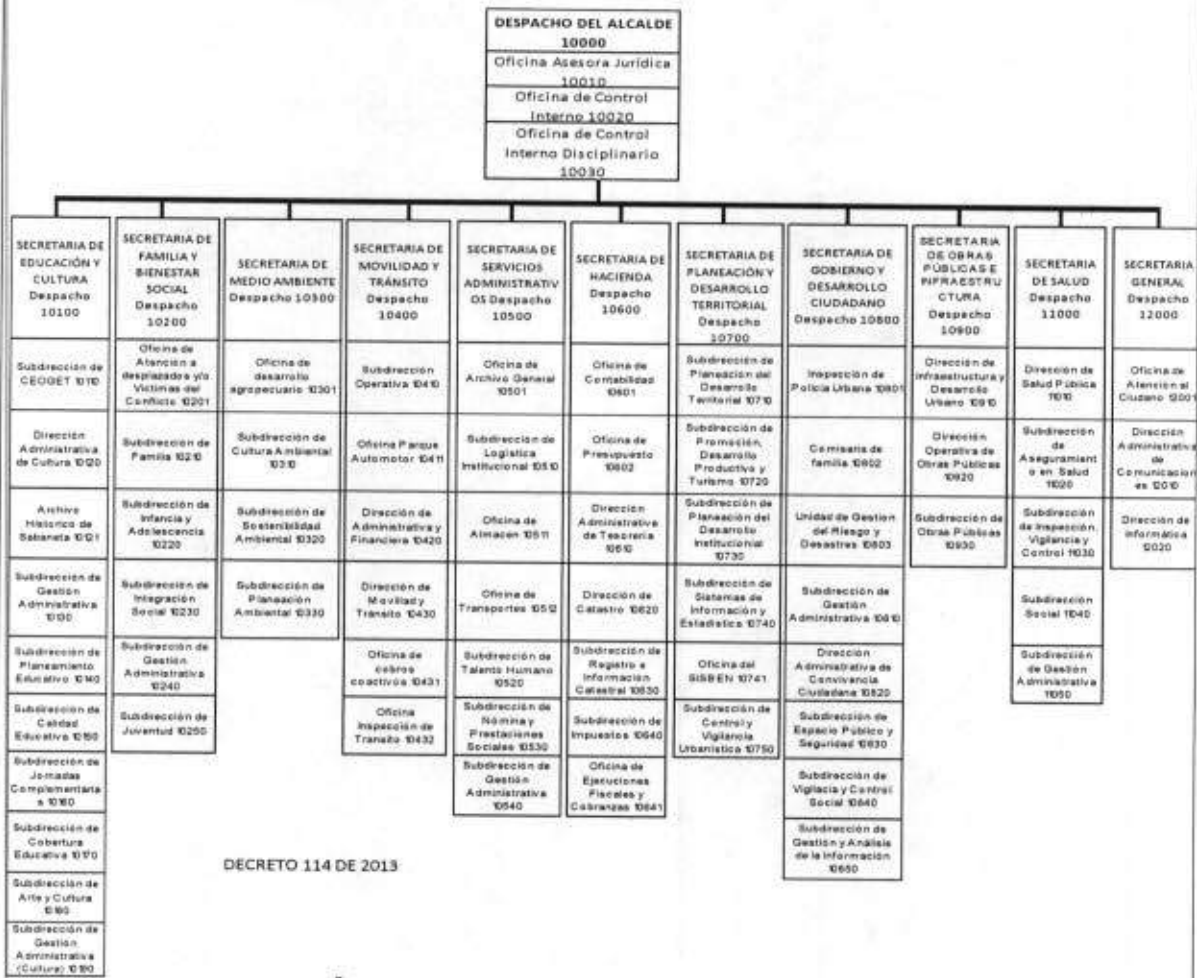 DESPACHO DEL ALCALDE
10000
Oficina Asesora Jurídica
10010
Oficina de Control
Interno 10020
Oficina de Control
Interno Disciplinario
10030
SECRETARIA DE
EDUCACIÓN Y
CULTURA
Despacho
10100
Subdirección de
CEOGET 10110
Dirección
Administrativa
de Cultura 10120
Archivo
Histórico de
Sabaneta 10121
Subdirección de
Gestión
Administrativa
10130
Subdirección de
Planeamiento
Educativo 10140
Subdirección de
Calidad
Educativa 10150
Subdirección de
Jornadas
Complementaria
s 10160
Subdirección de
Cobertura
Educativa 10170
Subdirección de
Arte y Cultura
10180
Subdirección de
Gestión
Administrativa
(Cultura) 10190
SECRETARIA DE
FAMILIA Y
BIENESTAR
SOCIAL
Despacho
10200
Oficina de
Atención a
desplazados y/o
Victimas del
Conflicto 10201
Subdirección de
Familia 10210
Subdirección de
Infancia y
Adolescencia
10220
Subdirección de
Integración
Social 10230
Subdirección de
Gestión
Administrativa
10240
Subdirección de
Juventud 10250
SECRETARIA DE
MEDIO AMBIENTE
Despacho 10300
Oficina de
desarrollo
agropecuario 10301
Subdirección de
Cultura Ambiental
10310
Subdirección de
Sostenibilidad
Ambiental 10320
Subdirección de
Planeación
Ambiental 10330
SECRETARIA DE
MOVILIDAD Y
TRÁNSITO
Despacho
10400
Subdirección
Operativa 10410
Oficina Parque
Automotor 10411
Dirección de
Administrativa y
Financiera 10420
Dirección de
Movilidad y
Transito 10430
Oficina de
cobros
coactivos 10431
Oficina
Inspección de
Transito 10432
SECRETARIA DE
SERVICIOS
ADMINISTRATIV
OS Despacho
10500
Oficina de
Archivo General
10501
Subdirección de
Logística
Institucional 10510
Oficina de
Almacen 10511
Oficina de
Transportes 10512
Subdirección de
Talento Humano
10520
Subdirección de
Nómina y
Prestaciones
Sociales 10530
Subdirección de
Gestión
Administrativa
10540
SECRETARIA DE
HACIENDA
Despacho
10600
Oficina de
Contabilidad
10601
Oficina de
Presupuesto
10602
Dirección
Administrativa
de Tesorería
10610
Dirección de
Catastro 10620
Subdirección de
Registro e
Información
Catastral 10630
Subdirección de
Impuestos 10640
Oficina de
Ejecuciones
Fiscales y
Cobranzas 10641
SECRETARIA DE
PLANEACIÓN Y
DESARROLLO
TERRITORIAL
Despacho
10700
Subdirección de
Planeación del
Desarrollo
Territorial 10710
Subdirección de
Promoción,
Desarrollo
Productivo y
Turismo 10720
Subdirección de
Planeación del
Desarrollo
Institucional
10730
Subdirección de
Sistemas de
Información y
Estadística 10740
Oficina del
SISBEN 10741
Subdirección de
Control y
Vigilancia
Urbanística 10750
SECRETARIA DE
GOBIERNO Y
DESARROLLO
CIUDADANO
Despacho 10800
Inspección de
Policía Urbana 10801
Comisaría de
familia 10802
Unidad de Gestion
del Riesgo y
Desastres 10803
Subdirección de
Gestión
Administrativa 10810
Dirección
Administrativa de
Convivencia
Ciudadana 10820
Subdirección de
Espacio Público y
Seguridad 10830
Subdirección de
Vigilacia y Control
Social 10840
Subdirección de
Gestión y Análisis
de la Información
10850
SECRETARIA
DE OBRAS
PÚBLICAS E
INFRAESTRU
CTURA
Despacho
10900
Dirección de
Infraestructura y
Desarrollo
Urbano 10910
Dirección
Operativa de
Obras Públicas
10920
Subdirección de
Obras Públicas
10930
SECRETARIA
DE SALUD
Despacho
11000
Dirección de
Salud Pública
11010
Subdirección
de
Aseguramient
o en Salud
11020
Subdirección
de Inspección,
Vigilancia y
Control 11030
Subdirección
Social 11040
Subdirección
de Gestión
Administrativa
11050
SECRETARIA
GENERAL
Despacho
12000
Oficina de
Atención al
Ciudano 12001
Dirección
Administrativa
de
Comunicacion
es 12010
Dirección de
informática
12020
DECRETO 114 DE 2013